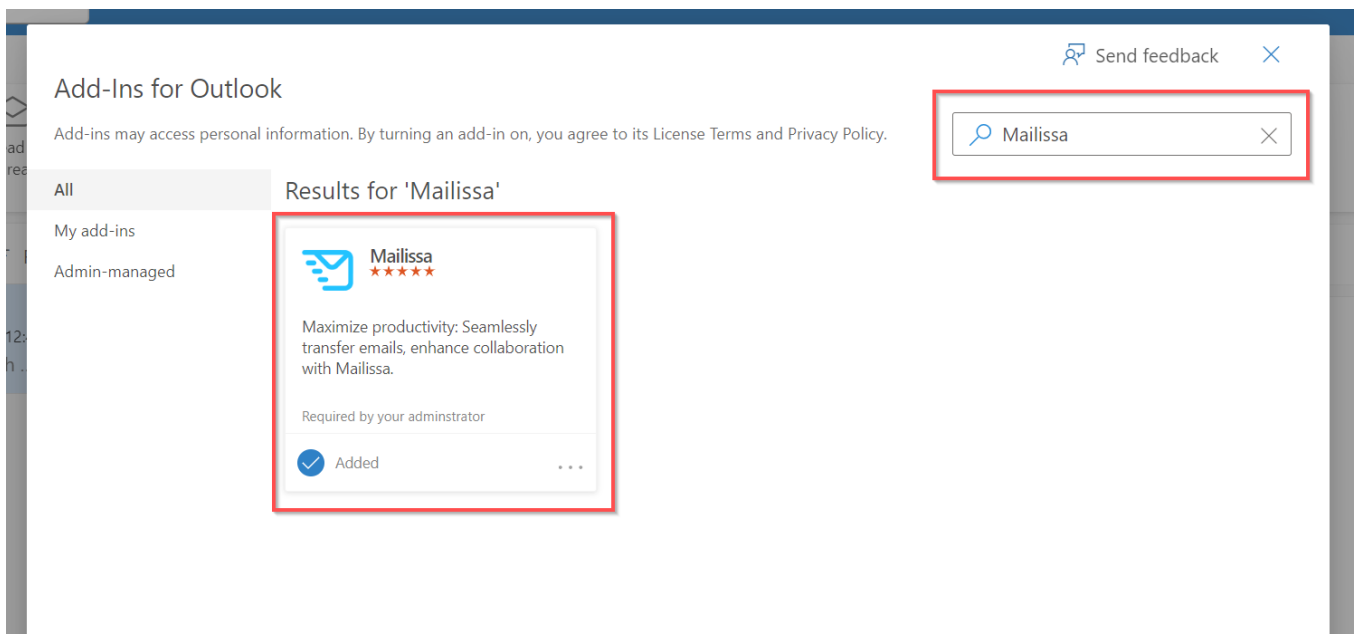 Send feedback
Add-Ins for Outlook
Add-ins may access personal information. By turning an add-in on, you agree to its License Terms and Privacy Policy.
Mailissa
All
My add-ins
Admin-managed
Results for 'Mailissa'
Mailissa
Maximize productivity: Seamlessly
transfer emails, enhance collaboration
with Mailissa.
Required by your adminstrator
Added
...
12:
h ..